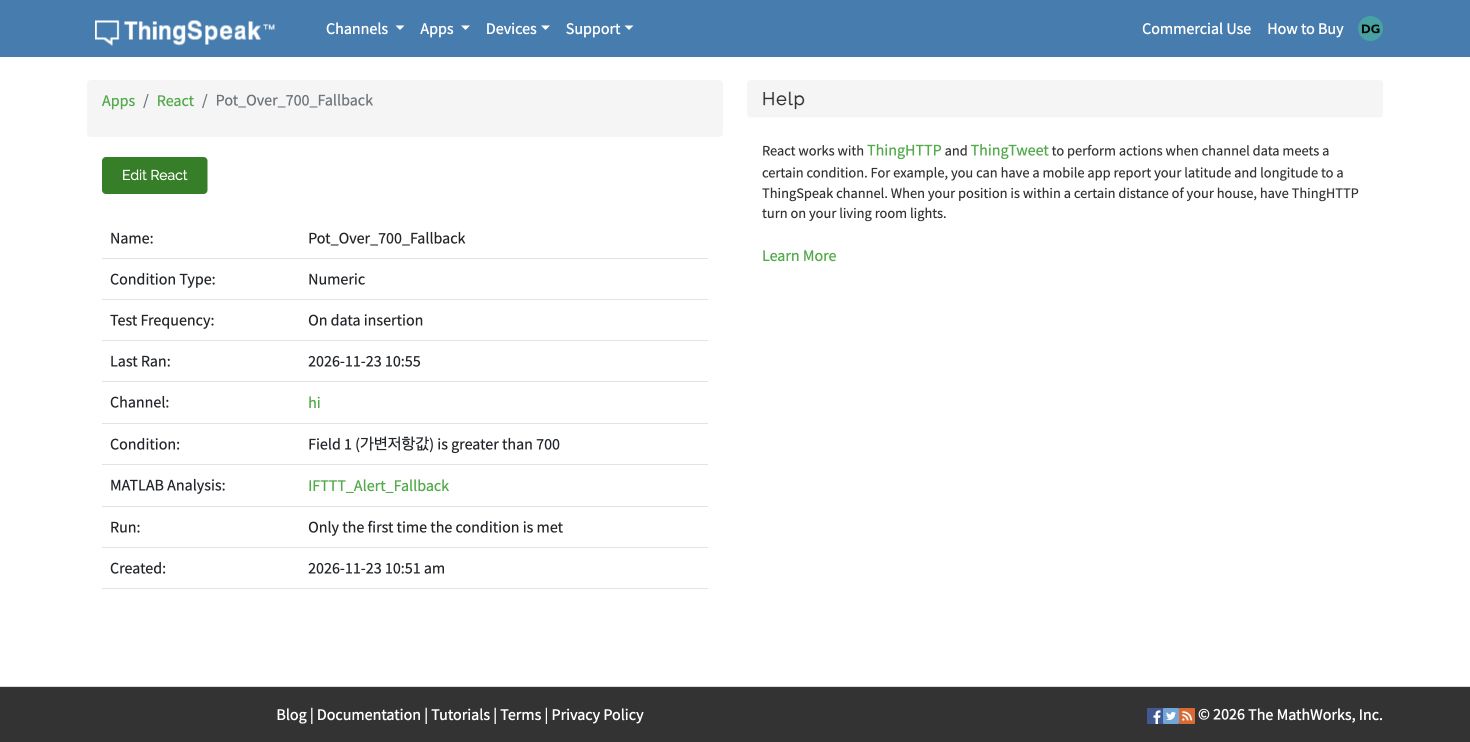 ThingSpeak™ Channels Apps Devices Support Commercial Use How to Buy DG
Apps / React / Pot_Over_700_Fallback
Edit React
Name: Pot_Over_700_Fallback
Condition Type: Numeric
Test Frequency: On data insertion
Last Ran: 2026-11-23 10:55
Channel: hi
Condition: Field 1 (가변저항값) is greater than 700
MATLAB Analysis: IFTTT_Alert_Fallback
Run: Only the first time the condition is met
Created: 2026-11-23 10:51 am
Help
React works with ThingHTTP and ThingTweet to perform actions when channel data meets a
certain condition. For example, you can have a mobile app report your latitude and longitude to a
ThingSpeak channel. When your position is within a certain distance of your house, have ThingHTTP
turn on your living room lights.
Learn More
Blog | Documentation | Tutorials | Terms | Privacy Policy © 2026 The MathWorks, Inc.